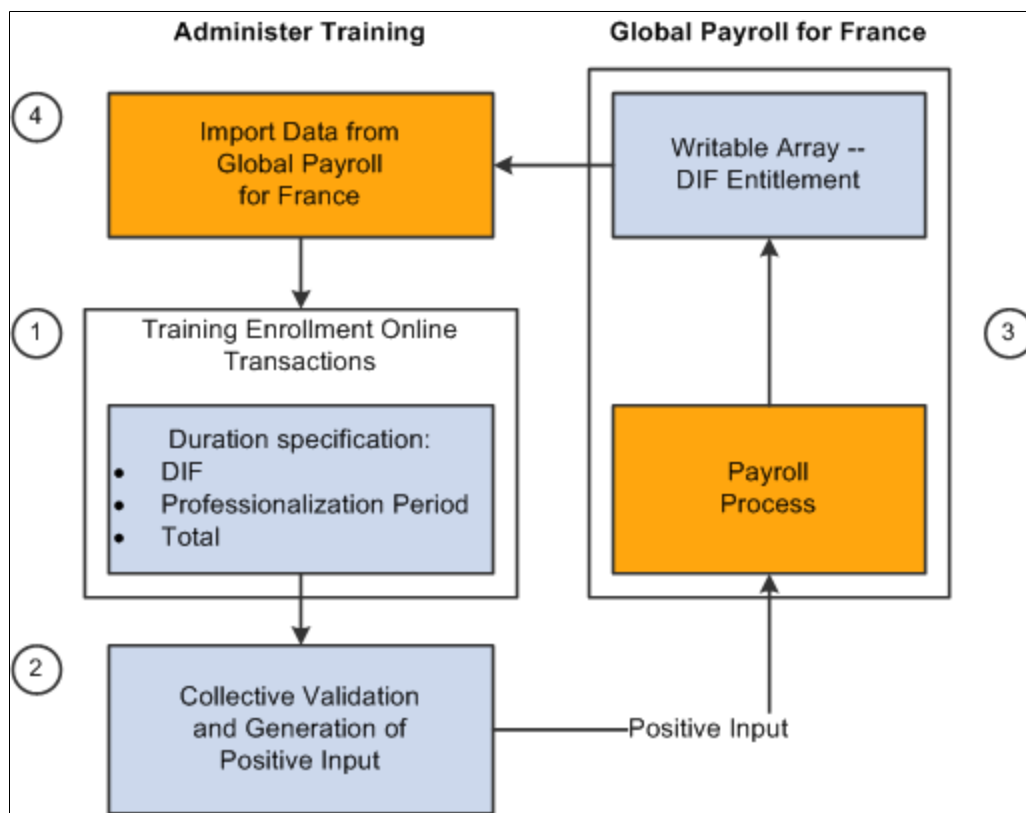 Administer Training
Global Payroll for France
4
Import Data from
Global Payroll
for France
Writable Array --
DIF Entitlement
1
Training Enrollment Online
Transactions
3
Duration specification:
• DIF
• Professionalization Period
• Total
Payroll
Process
2
Collective Validation
and Generation of
Positive Input
Positive Input